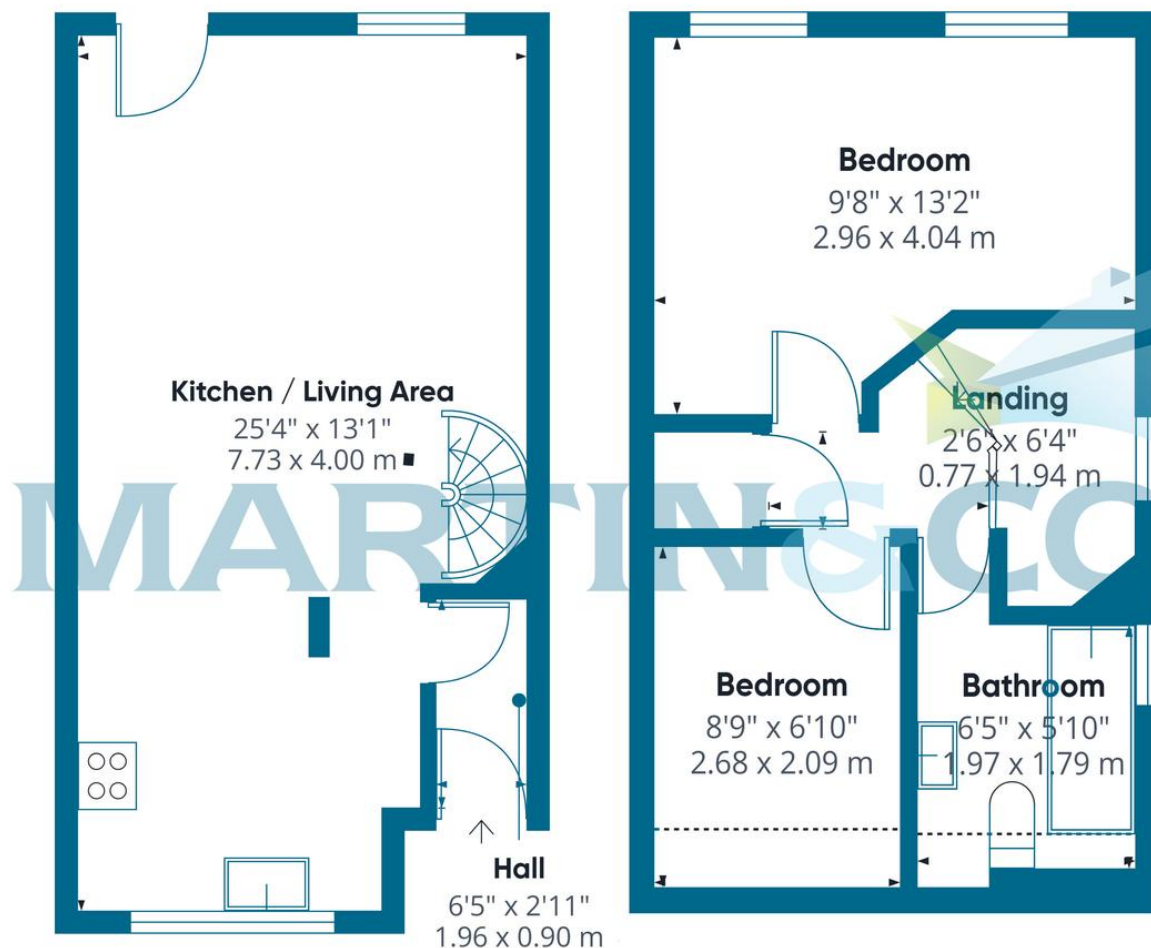 Kitchen / Living Area
25'4" x 13'1"
7.73 x 4.00 m
Hall
6'5" x 2'11"
1.96 x 0.90 m
Bedroom
9'8" x 13'2"
2.96 x 4.04 m
Landing
2'6" x 6'4"
0.77 x 1.94 m
Bedroom
8'9" x 6'10"
2.68 x 2.09 m
Bathroom
6'5" x 5'10"
1.97 x 1.79 m
MARTIN&CO